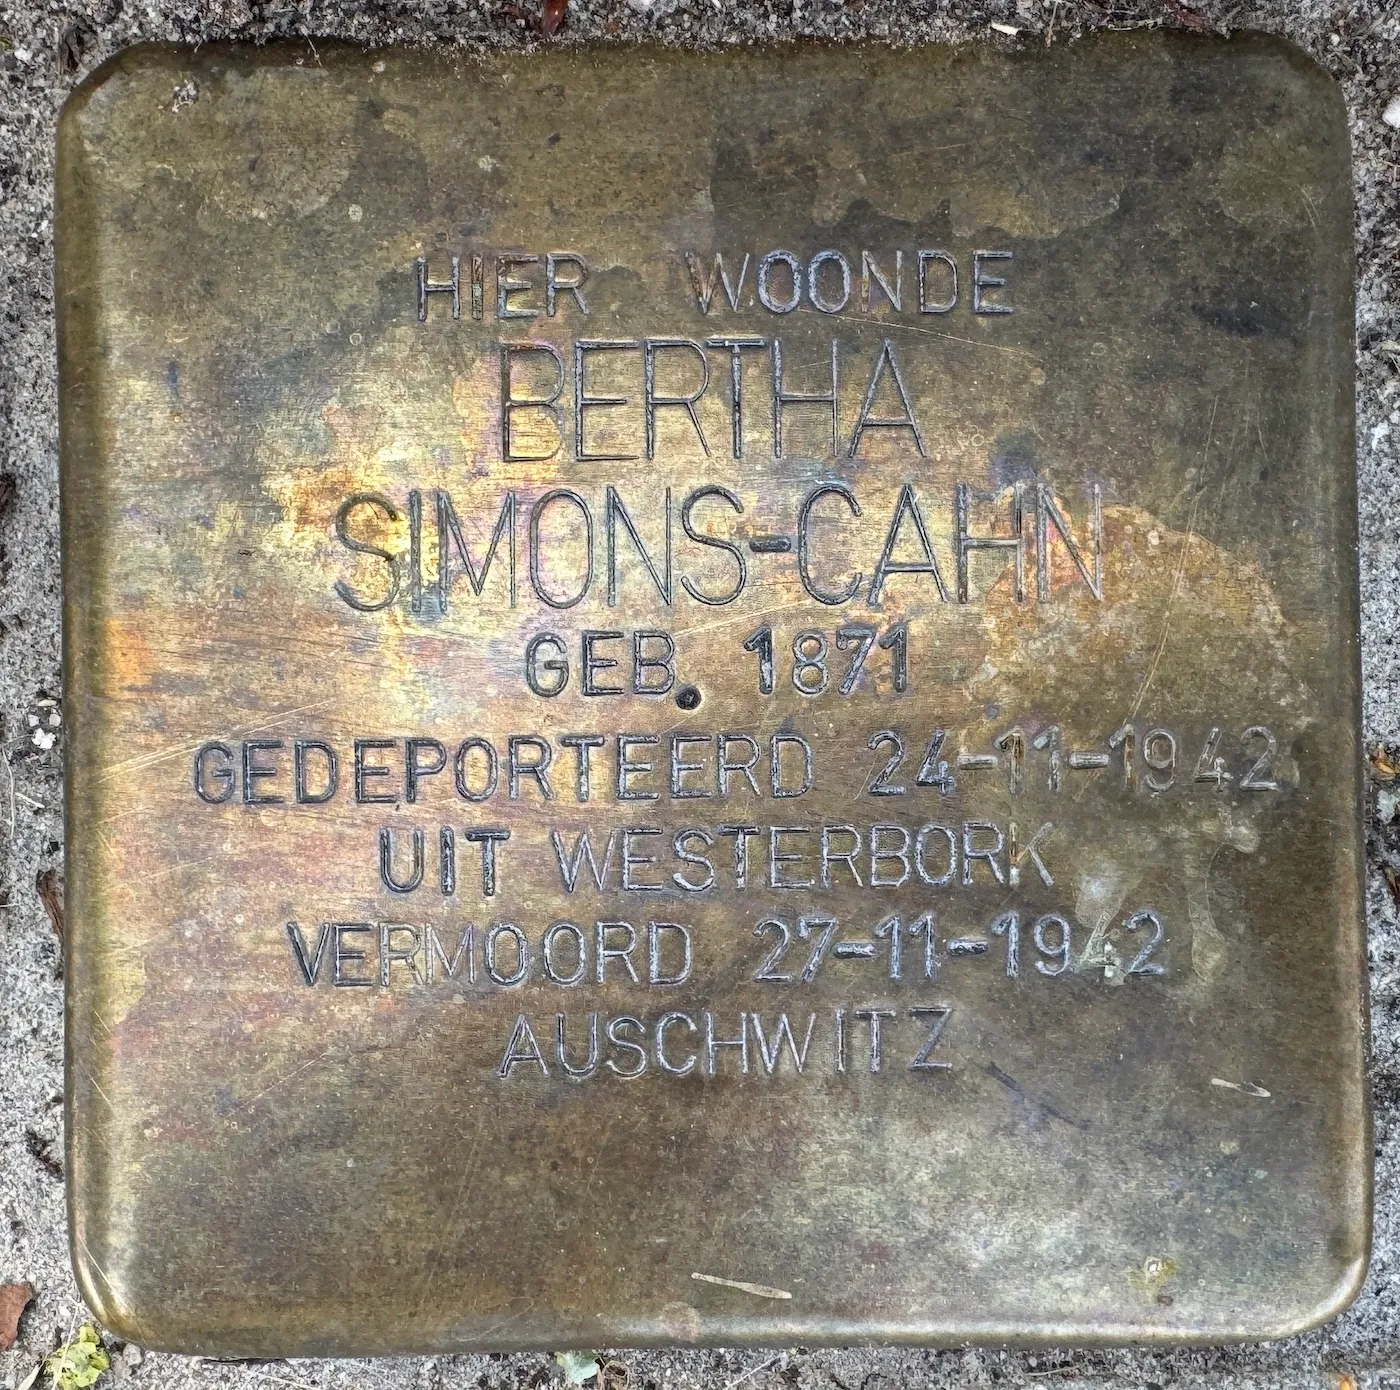 HIER WOONDE
BERTHA
SIMONS-CAHN
GEB. 1871
GEDEPORTEERD 24-11-1942
UIT WESTERBORK
VERMOORD 27-11-1942
AUSCHWITZ